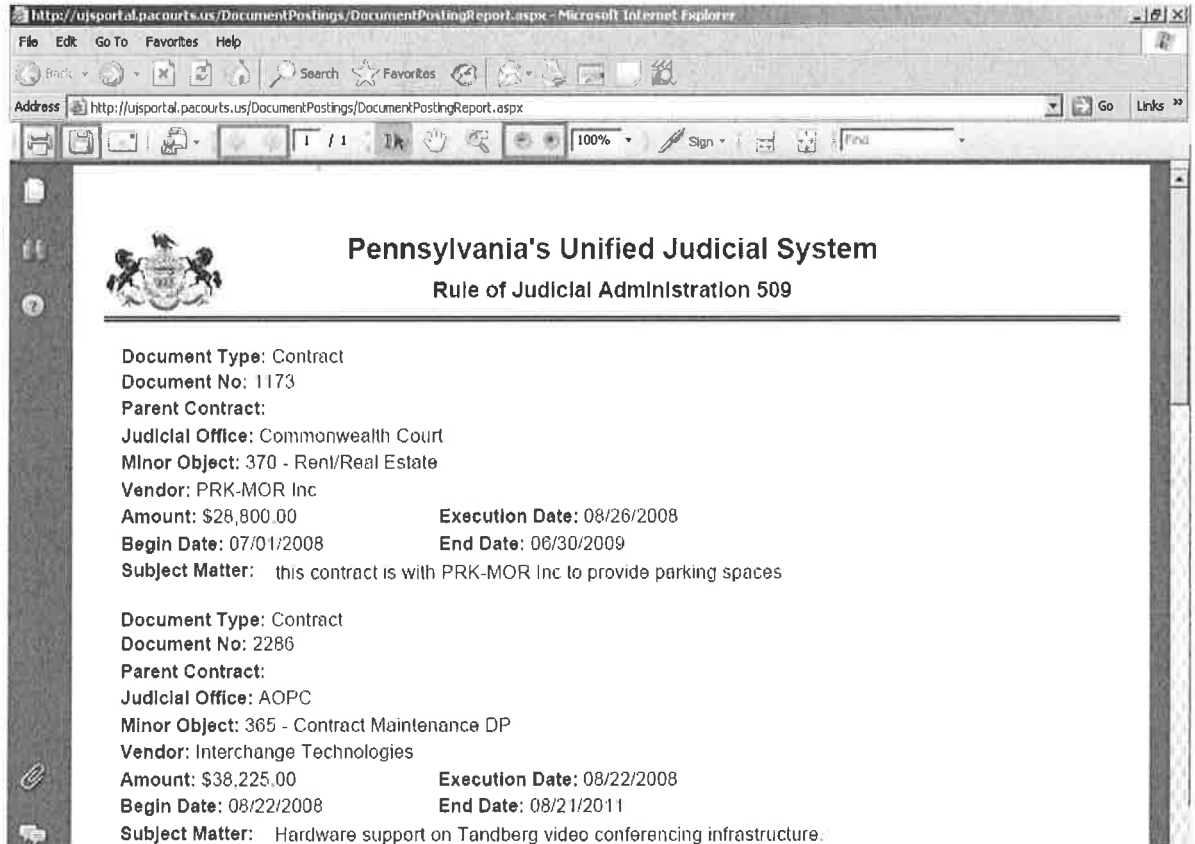 http://ujsportal.pacourts.us/DocumentPostings/DocumentPostingReport.aspx - Microsoft Internet Explorer
File Edit Go To Favorites Help
Back Search Favorites
Address http://ujsportal.pacourts.us/DocumentPostings/DocumentPostingReport.aspx Go Links »
1 / 1 100% Sign Find
Pennsylvania's Unified Judicial System
Rule of Judicial Administration 509
Document Type: Contract
Document No: 1173
Parent Contract:
Judicial Office: Commonwealth Court
Minor Object: 370 - Rent/Real Estate
Vendor: PRK-MOR Inc
Amount: $28,800.00 Execution Date: 08/26/2008
Begin Date: 07/01/2008 End Date: 06/30/2009
Subject Matter: this contract is with PRK-MOR Inc to provide parking spaces
Document Type: Contract
Document No: 2286
Parent Contract:
Judicial Office: AOPC
Minor Object: 365 - Contract Maintenance DP
Vendor: Interchange Technologies
Amount: $38,225.00 Execution Date: 08/22/2008
Begin Date: 08/22/2008 End Date: 08/21/2011
Subject Matter: Hardware support on Tandberg video conferencing infrastructure.